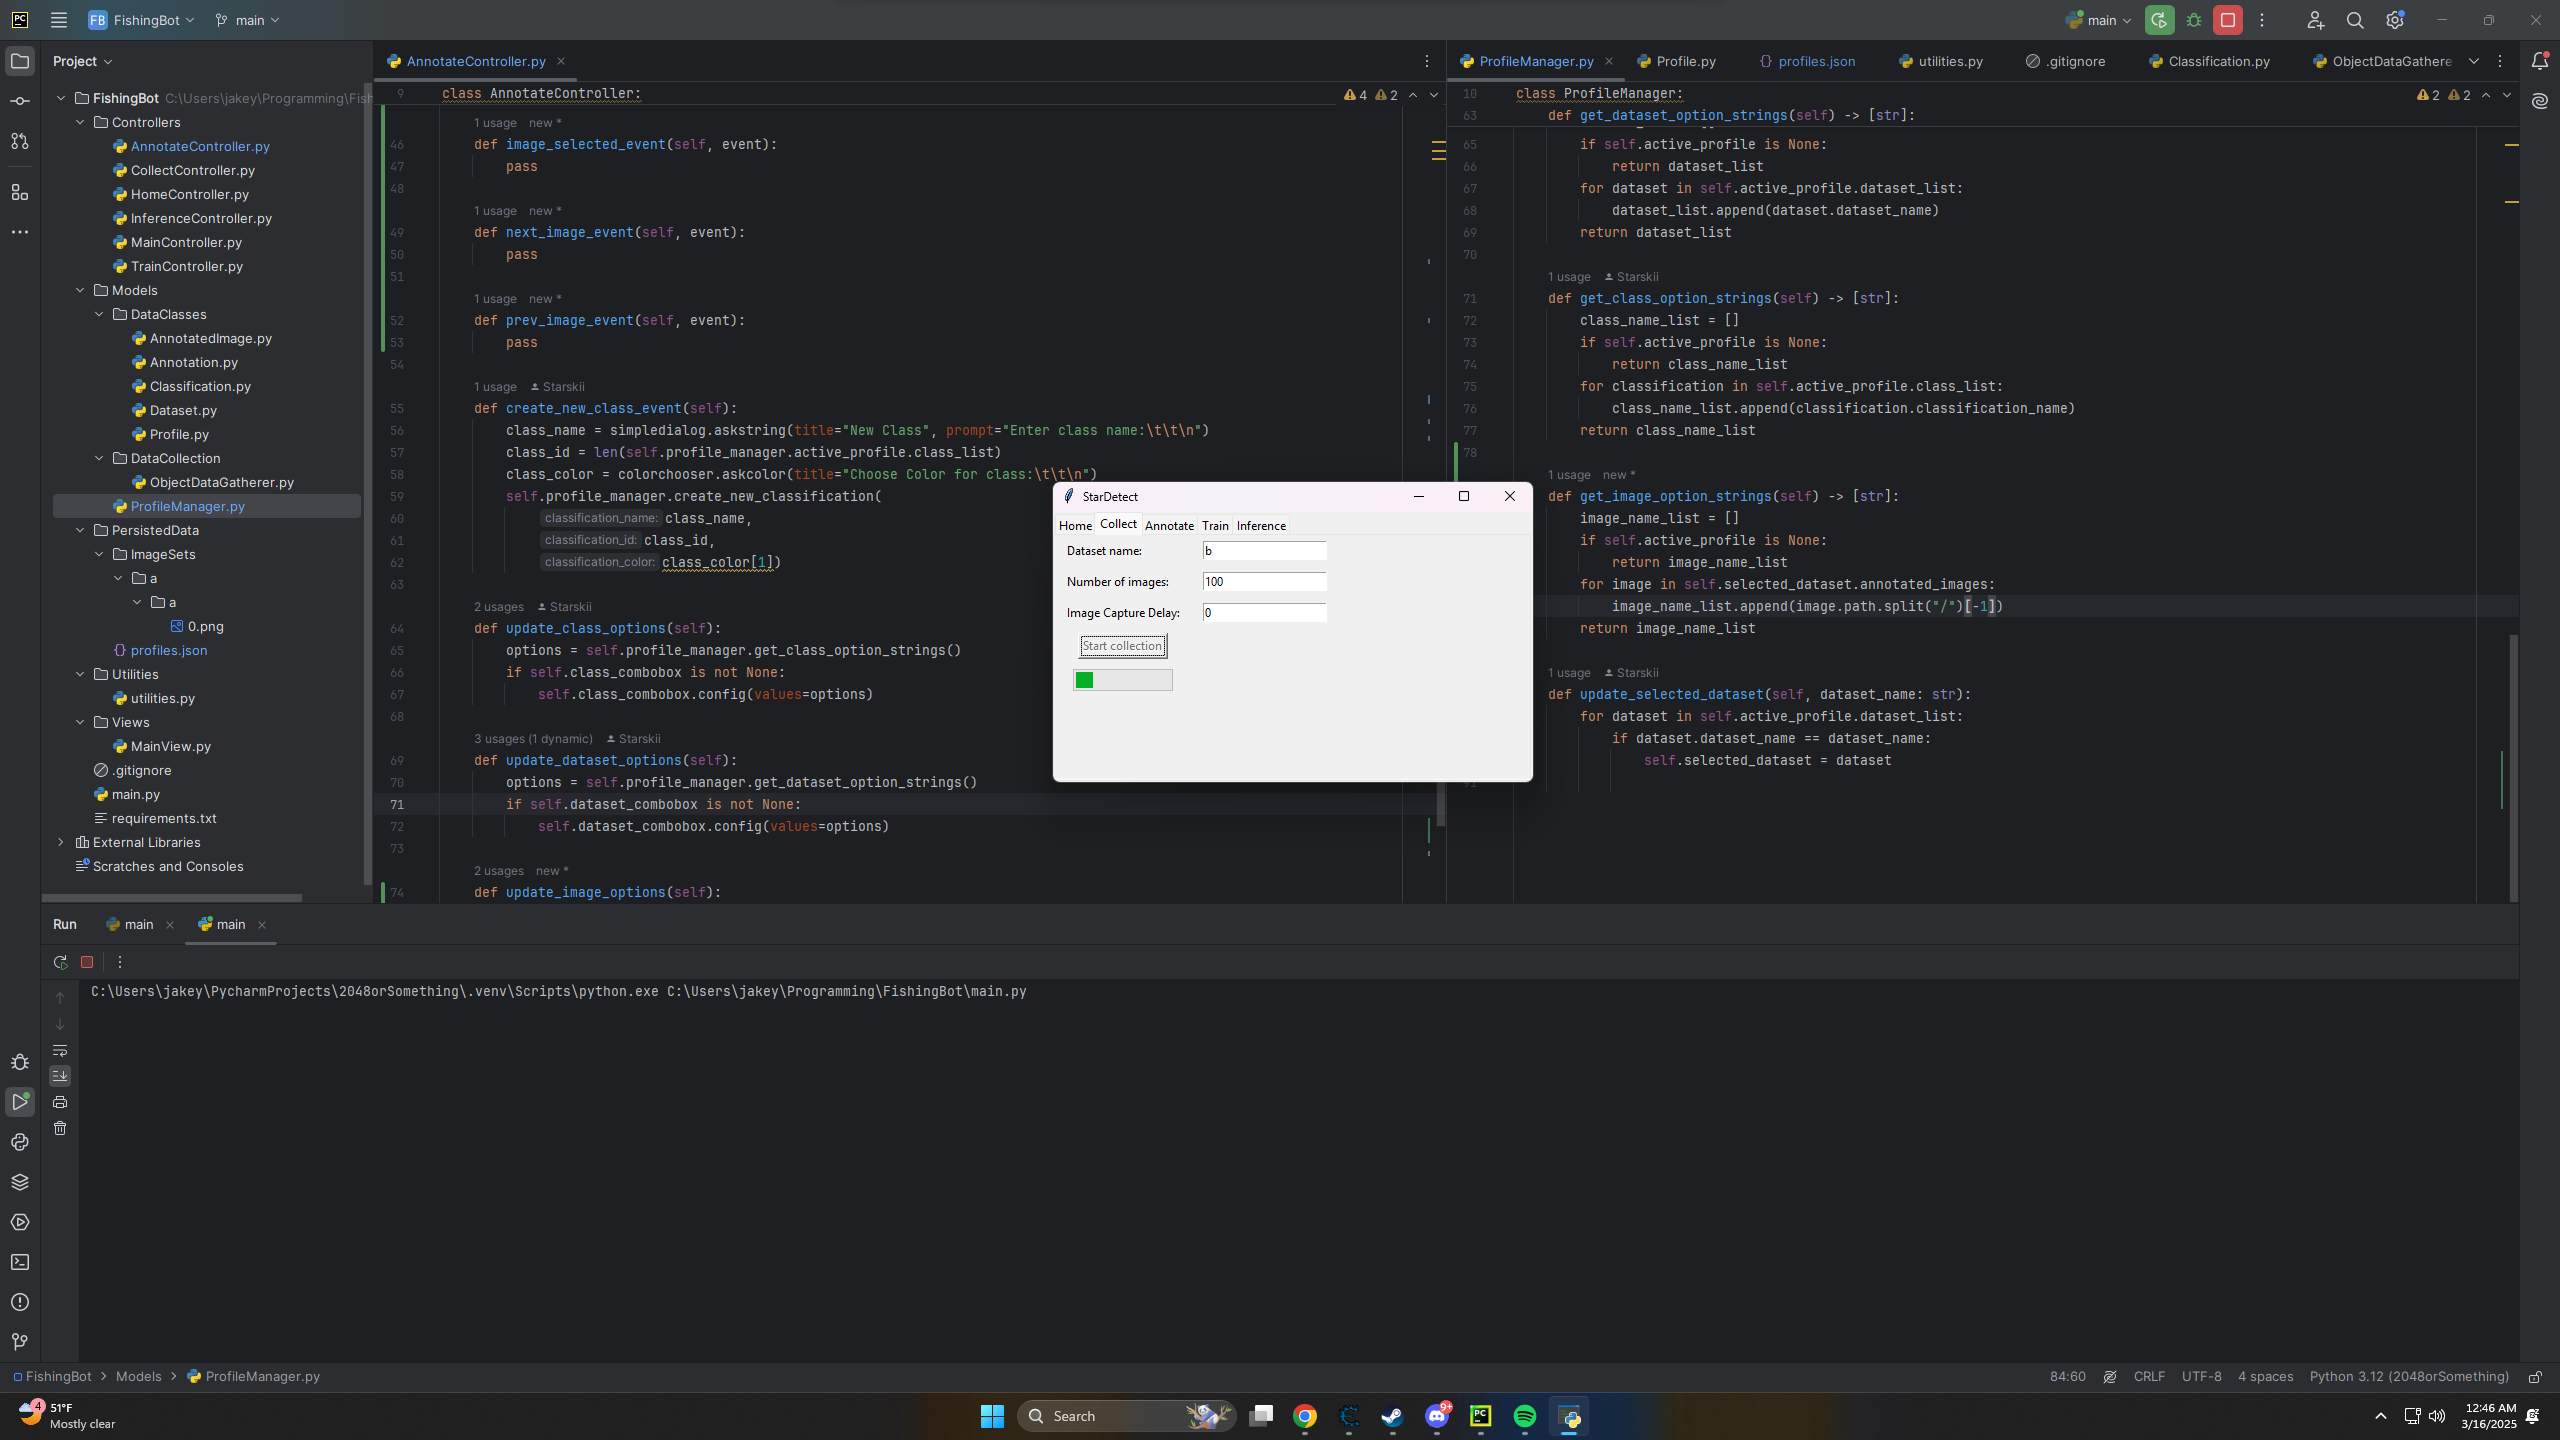 PC
FB FishingBot
main
main
Project
AnnotateController.py
ProfileManager.py
Profile.py
profiles.json
utilities.py
.gitignore
Classification.py
ObjectDataGathere
FishingBot C:\Users\jakey\Programming\Fish
Controllers
AnnotateController.py
CollectController.py
HomeController.py
InferenceController.py
MainController.py
TrainController.py
Models
DataClasses
AnnotatedImage.py
Annotation.py
Classification.py
Dataset.py
Profile.py
DataCollection
ObjectDataGatherer.py
ProfileManager.py
PersistedData
ImageSets
a
a
0.png
profiles.json
Utilities
utilities.py
Views
MainView.py
.gitignore
main.py
requirements.txt
External Libraries
Scratches and Consoles
9 class AnnotateController:
4 2
1 usage new *
46 def image_selected_event(self, event):
47 pass
48
1 usage new *
49 def next_image_event(self, event):
50 pass
51
1 usage new *
52 def prev_image_event(self, event):
53 pass
54
1 usage Starskii
55 def create_new_class_event(self):
56 class_name = simpledialog.askstring(title="New Class", prompt="Enter class name:\t\t\n")
57 class_id = len(self.profile_manager.active_profile.class_list)
58 class_color = colorchooser.askcolor(title="Choose Color for class:\t\t\n")
59 self.profile_manager.create_new_classification(
60 classification_name: class_name,
61 classification_id: class_id,
62 classification_color: class_color[1])
63
2 usages Starskii
64 def update_class_options(self):
65 options = self.profile_manager.get_class_option_strings()
66 if self.class_combobox is not None:
67 self.class_combobox.config(values=options)
68
3 usages (1 dynamic) Starskii
69 def update_dataset_options(self):
70 options = self.profile_manager.get_dataset_option_strings()
71 if self.dataset_combobox is not None:
72 self.dataset_combobox.config(values=options)
73
2 usages new *
74 def update_image_options(self):
10 class ProfileManager:
2 2
63 def get_dataset_option_strings(self) -> [str]:
65 if self.active_profile is None:
66 return dataset_list
67 for dataset in self.active_profile.dataset_list:
68 dataset_list.append(dataset.dataset_name)
69 return dataset_list
70
1 usage Starskii
71 def get_class_option_strings(self) -> [str]:
72 class_name_list = []
73 if self.active_profile is None:
74 return class_name_list
75 for classification in self.active_profile.class_list:
76 class_name_list.append(classification.classification_name)
77 return class_name_list
78
1 usage new *
def get_image_option_strings(self) -> [str]:
image_name_list = []
if self.active_profile is None:
return image_name_list
for image in self.selected_dataset.annotated_images:
image_name_list.append(image.path.split("/")[-1])
return image_name_list
1 usage Starskii
def update_selected_dataset(self, dataset_name: str):
for dataset in self.active_profile.dataset_list:
if dataset.dataset_name == dataset_name:
self.selected_dataset = dataset
91
StarDetect
Home Collect Annotate Train Inference
Dataset name: b
Number of images: 100
Image Capture Delay: 0
Start collection
Run main main
C:\Users\jakey\PycharmProjects\2048orSomething\.venv\Scripts\python.exe C:\Users\jakey\Programming\FishingBot\main.py
FishingBot > Models > ProfileManager.py
84:60 CRLF UTF-8 4 spaces Python 3.12 (2048orSomething)
4
51°F
Mostly clear
Search
9+
PC
12:46 AM
3/16/2025